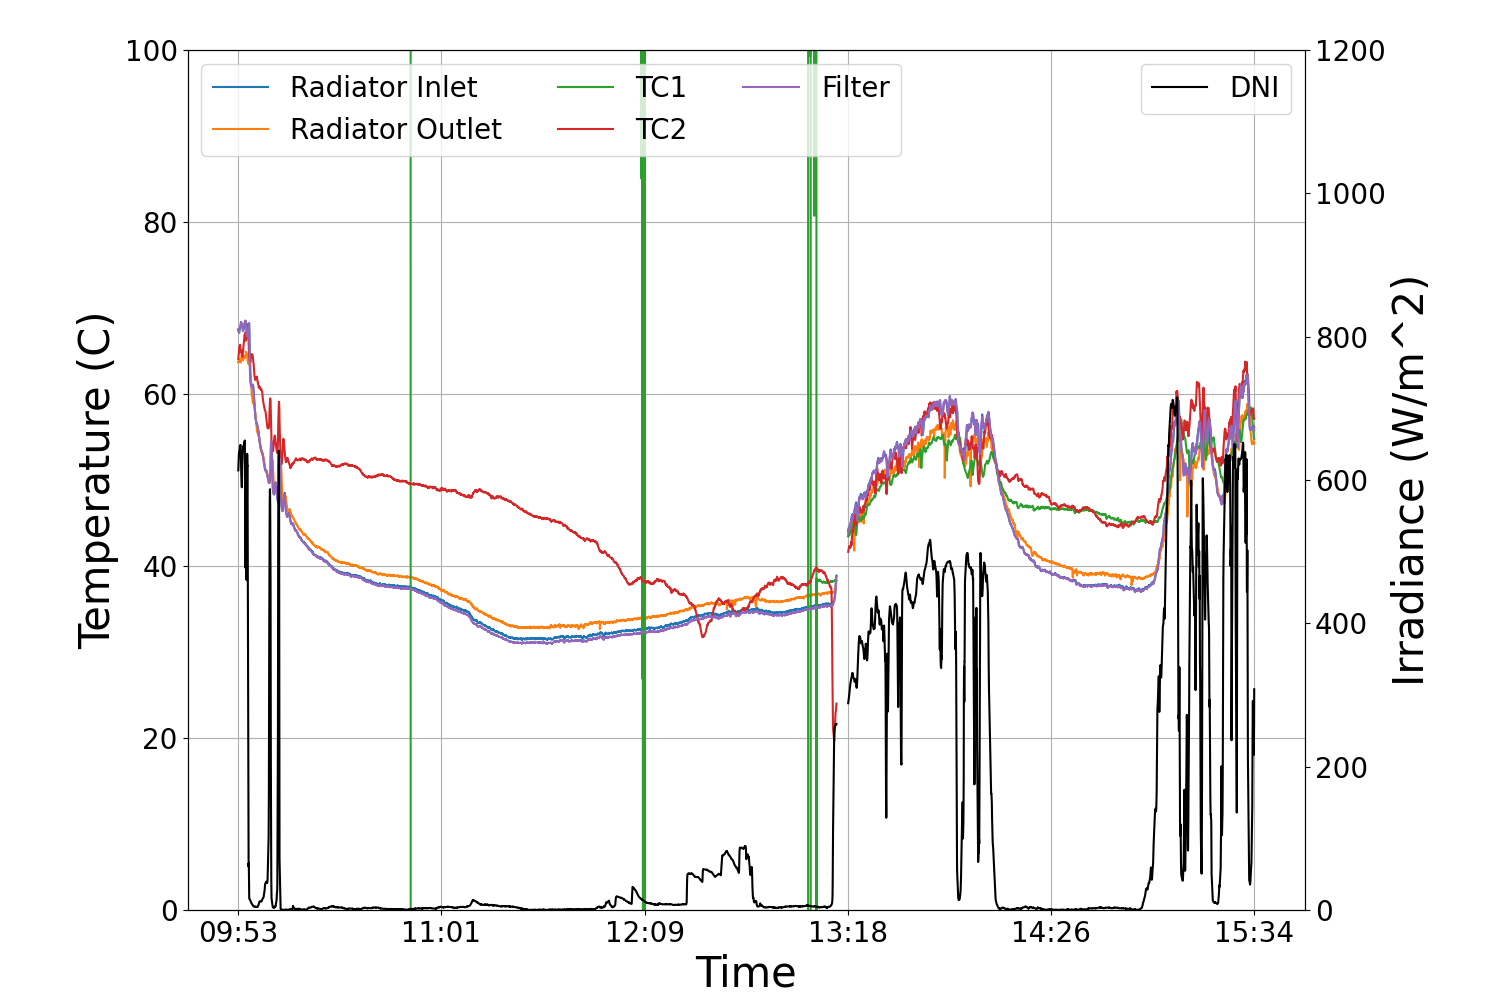 100
80
60
40
20
0
Temperature (C)
Radiator Inlet
Radiator Outlet
TC1
TC2
Filter
DNI
1200
1000
800
600
400
200
0
Irradiance (W/m^2)
09:53
11:01
12:09
13:18
14:26
15:34
Time